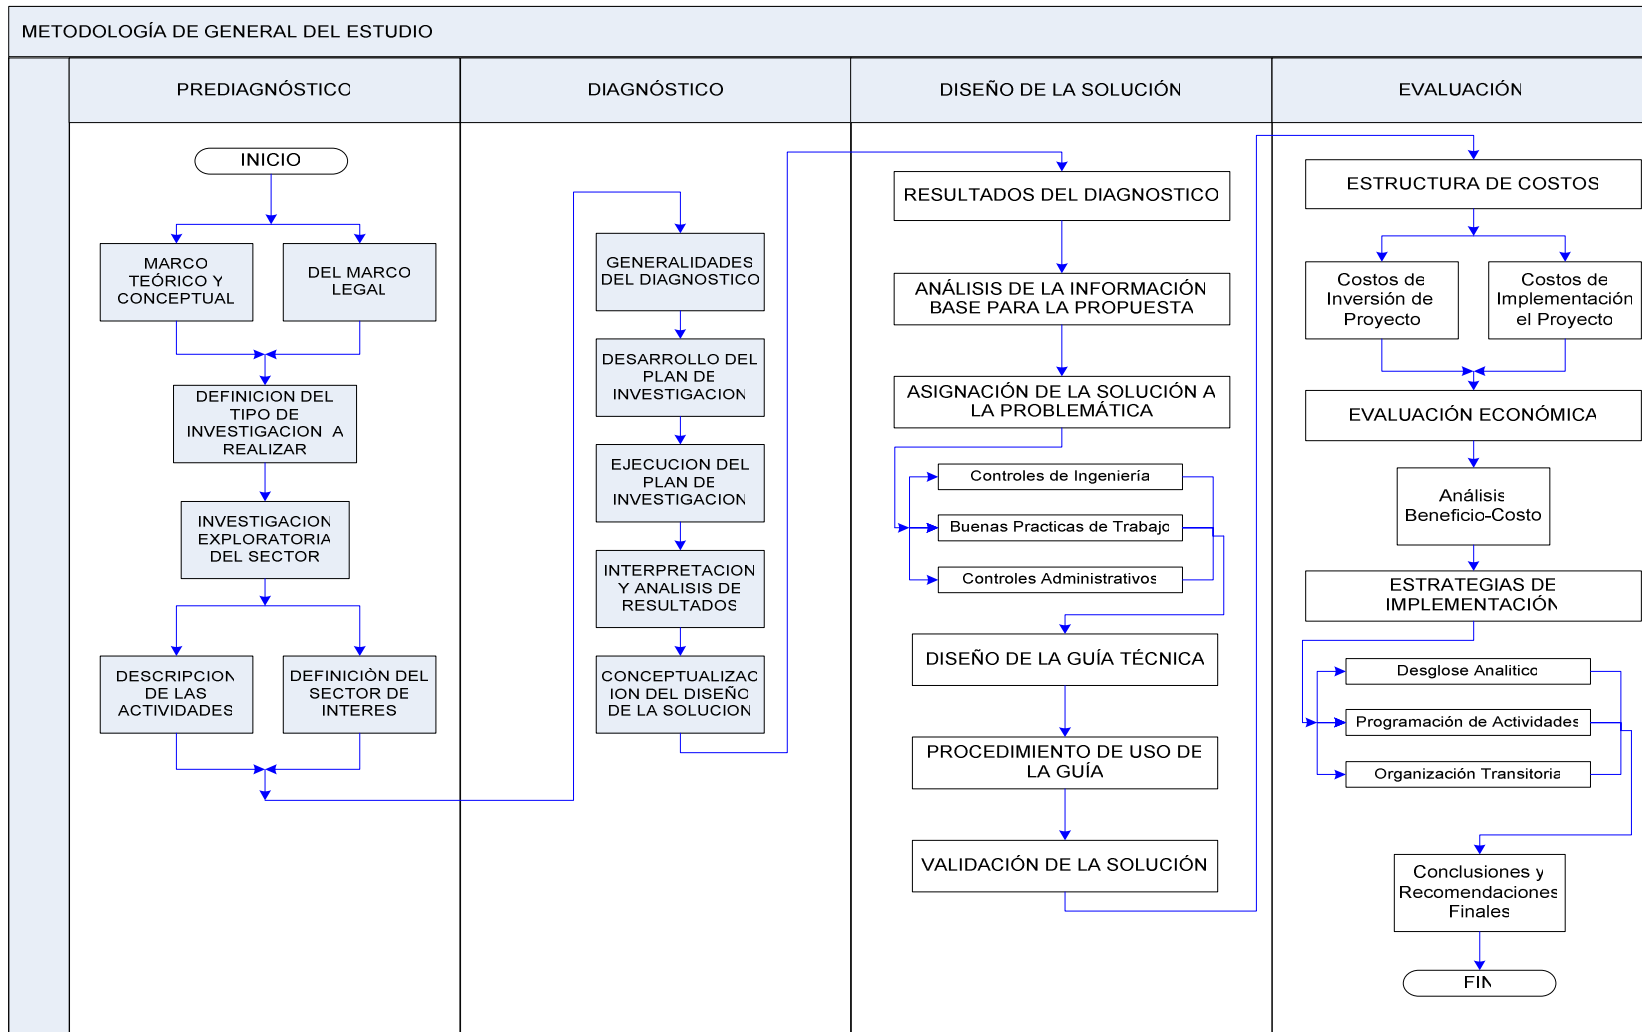 METODOLOGÍA DE GENERAL DEL ESTUDIO
PREDIAGNÓSTICO
DIAGNÓSTICO
DISEÑO DE LA SOLUCIÓN
EVALUACIÓN
INICIO
MARCO
TEÓRICO Y
CONCEPTUAL
DEL MARCO
LEGAL
DEFINICION DEL
TIPO DE
INVESTIGACION A
REALIZAR
INVESTIGACION
EXPLORATORIA
DEL SECTOR
DESCRIPCION
DE LAS
ACTIVIDADES
DEFINICIÒN DEL
SECTOR DE
INTERES
GENERALIDADES
DEL DIAGNOSTICO
DESARROLLO DEL
PLAN DE
INVESTIGACION
EJECUCION DEL
PLAN DE
INVESTIGACION
INTERPRETACION
Y ANALISIS DE
RESULTADOS
CONCEPTUALIZAC
ION DEL DISEÑO
DE LA SOLUCION
RESULTADOS DEL DIAGNOSTICO
ANÁLISIS DE LA INFORMACIÓN
BASE PARA LA PROPUESTA
ASIGNACIÓN DE LA SOLUCIÓN A
LA PROBLEMÁTICA
Controles de Ingeniería
Buenas Practicas de Trabajo
Controles Administrativos
DISEÑO DE LA GUÍA TÉCNICA
PROCEDIMIENTO DE USO DE
LA GUÍA
VALIDACIÓN DE LA SOLUCIÓN
ESTRUCTURA DE COSTOS
Costos de
Inversión de
Proyecto
Costos de
Implementación
el Proyecto
EVALUACIÓN ECONÓMICA
Análisis
Beneficio-Costo
ESTRATEGIAS DE
IMPLEMENTACIÓN
Desglose Analitico
Programación de Actividades
Organización Transitoria
Conclusiones y
Recomendaciones
Finales
FIN